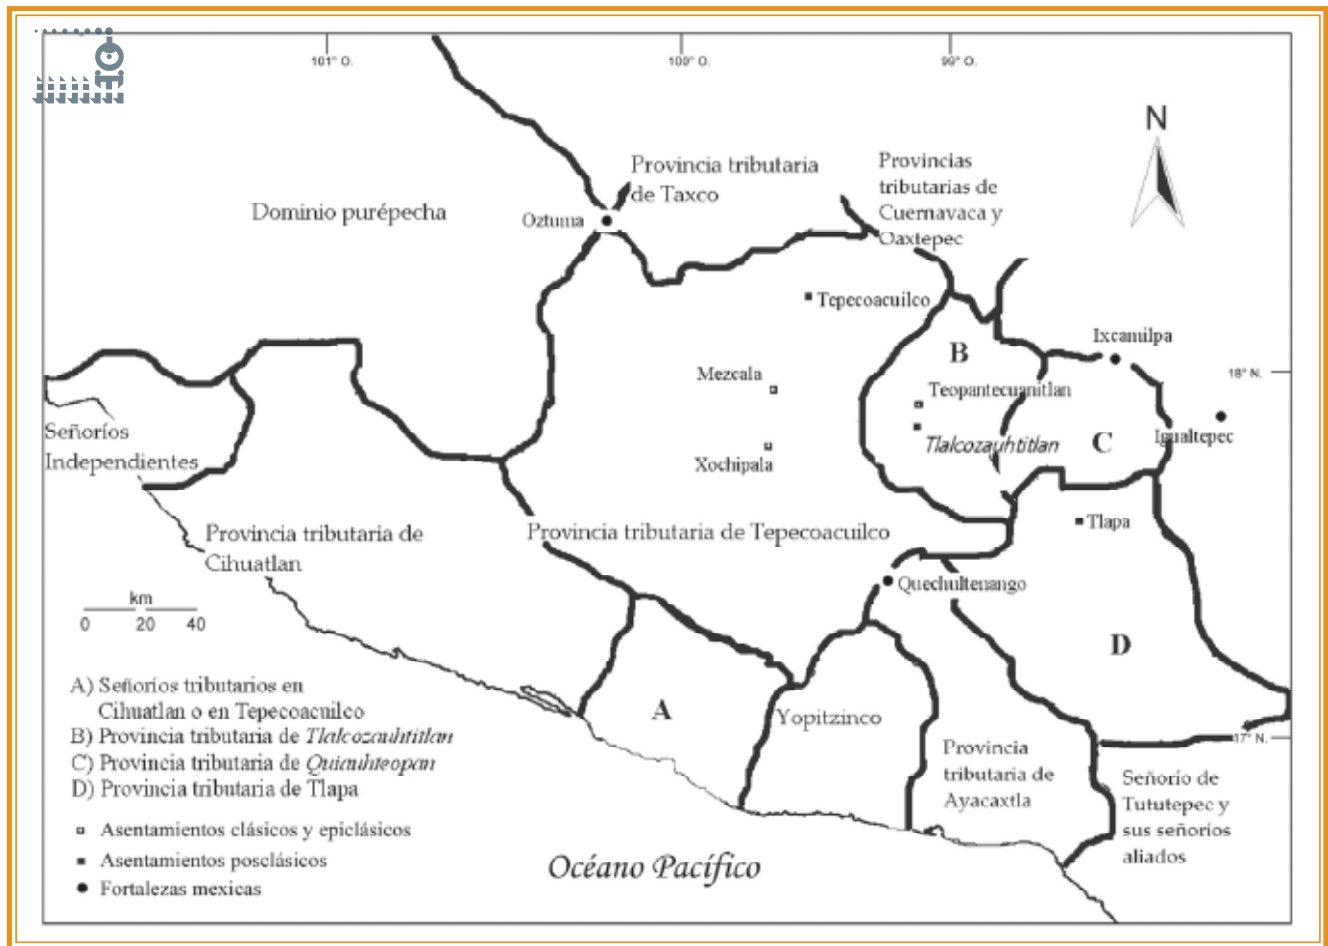 101° O.
100° O.
99° O.
N
Provincia tributaria
de Taxco
Provincias
tributarias de
Cuernavaca y
Oaxtepec
Dominio purépecha
Oztuma
Tepecoacuilco
Ixcamilpa
B
18° N.
Mezcala
Teopantecuanitlan
Señoríos
Independientes
Tlalcozauhtitlan
C
Igualtepec
Xochipala
Provincia tributaria de
Cihuatlan
Provincia tributaria de Tepecoacuilco
Tlapa
Quechultenango
km
0 20 40
D
A) Señoríos tributarios en
Cihuatlan o en Tepecoacuilco
B) Provincia tributaria de Tlalcozauhtitlan
C) Provincia tributaria de Quiauhteopan
D) Provincia tributaria de Tlapa
A
Yopitzinco
17° N.
Provincia
tributaria de
Ayacaxtla
Señorío de
Tututepec y
sus señoríos
aliados
Asentamientos clásicos y epiclásicos
Asentamientos posclásicos
Fortalezas mexicas
Océano Pacífico